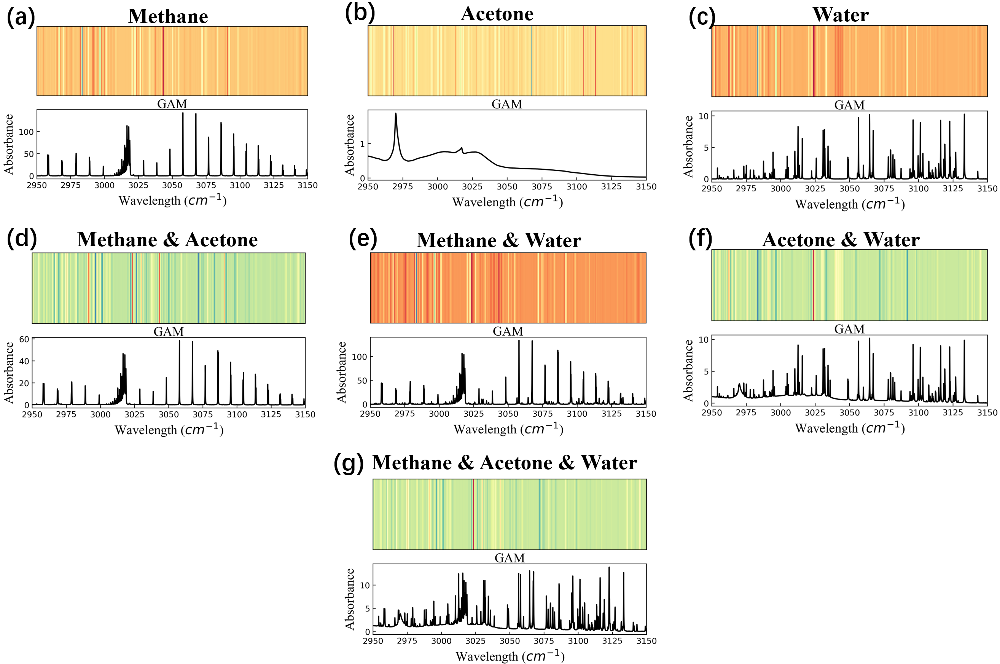 (a) Methane
GAM
Absorbance
100
50
0
2950 2975 3000 3025 3050 3075 3100 3125 3150
Wavelength (cm⁻¹)
(b) Acetone
GAM
Absorbance
1
0
2950 2975 3000 3025 3050 3075 3100 3125 3150
Wavelength (cm⁻¹)
(c) Water
GAM
Absorbance
10
5
0
2950 2975 3000 3025 3050 3075 3100 3125 3150
Wavelength (cm⁻¹)
(d) Methane & Acetone
GAM
Absorbance
60
40
20
0
2950 2975 3000 3025 3050 3075 3100 3125 3150
Wavelength (cm⁻¹)
(e) Methane & Water
GAM
Absorbance
100
50
0
2950 2975 3000 3025 3050 3075 3100 3125 3150
Wavelength (cm⁻¹)
(f) Acetone & Water
GAM
Absorbance
10
5
0
2950 2975 3000 3025 3050 3075 3100 3125 3150
Wavelength (cm⁻¹)
(g) Methane & Acetone & Water
GAM
Absorbance
10
5
0
2950 2975 3000 3025 3050 3075 3100 3125 3150
Wavelength (cm⁻¹)